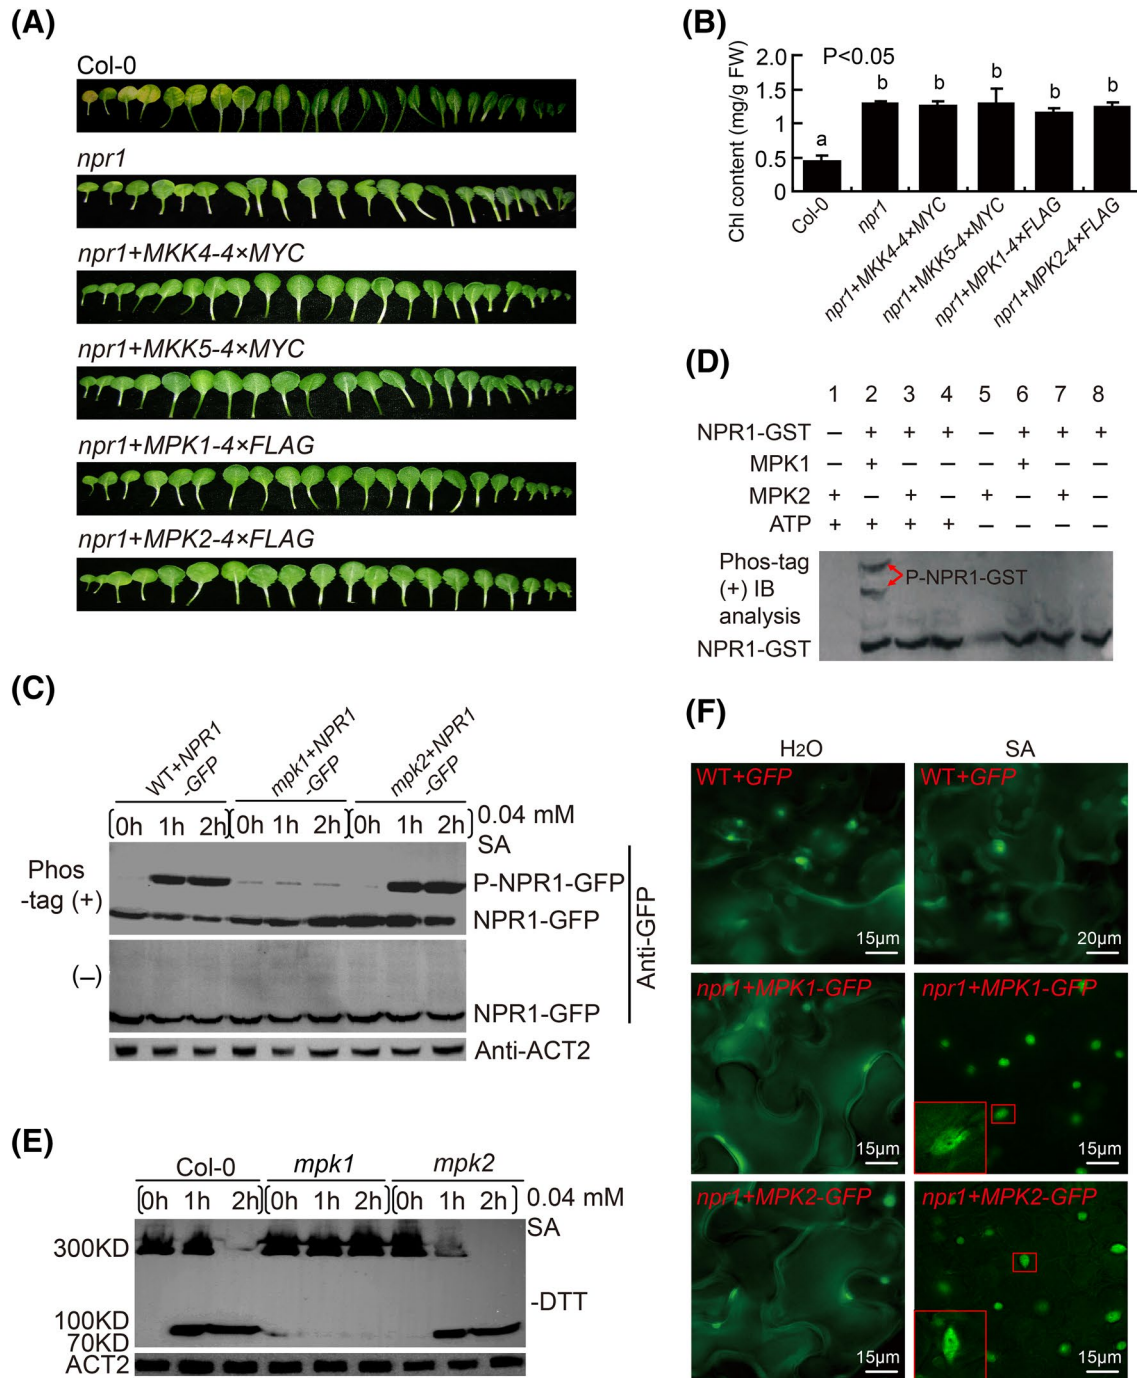 (A)
Col-0
npr1
npr1+MKK4-4×MYC
npr1+MKK5-4×MYC
npr1+MPK1-4×FLAG
npr1+MPK2-4×FLAG
(B)
Chl content (mg/g FW)
P<0.05
2.0
1.5
1
0.5
0
a
b
b
b
b
b
Col-0
npr1
npr1+MKK4-4×MYC
npr1+MKK5-4×MYC
npr1+MPK1-4×FLAG
npr1+MPK2-4×FLAG
(D)
1 2 3 4 5 6 7 8
NPR1-GST – + + + – + + +
MPK1 – + – – – + – –
MPK2 + – + – + – + –
ATP + + + + – – – –
Phos-tag
(+) IB
analysis
P-NPR1-GST
NPR1-GST
(C)
WT+NPR1
-GFP
mpk1+NPR1
-GFP
mpk2+NPR1
-GFP
0h 1h 2h 0h 1h 2h 0h 1h 2h 0.04 mM
SA
Phos
-tag (+)
P-NPR1-GFP
NPR1-GFP
(–)
NPR1-GFP
Anti-GFP
Anti-ACT2
(E)
Col-0 mpk1 mpk2
0h 1h 2h 0h 1h 2h 0h 1h 2h 0.04 mM
SA
300KD
-DTT
100KD
70KD
ACT2
(F)
H2O SA
WT+GFP
15μm
WT+GFP
20μm
npr1+MPK1-GFP
15μm
npr1+MPK1-GFP
15μm
npr1+MPK2-GFP
15μm
npr1+MPK2-GFP
15μm